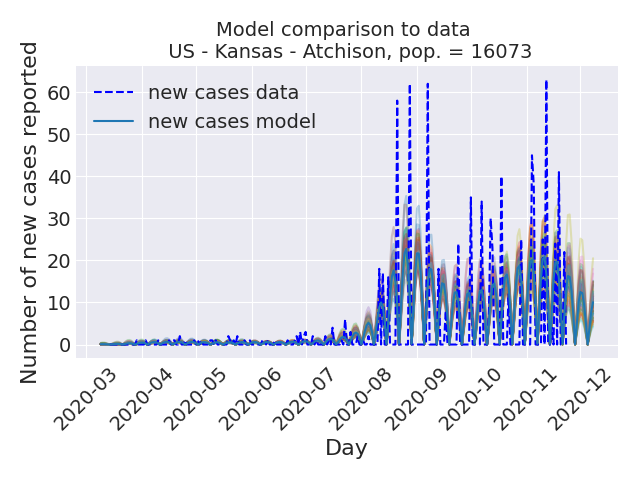 Model comparison to data
US - Kansas - Atchison, pop. = 16073
Number of new cases reported
60
50
40
30
20
10
0
new cases data
new cases model
2020-03
2020-04
2020-05
2020-06
2020-07
2020-08
2020-09
2020-10
2020-11
2020-12
Day